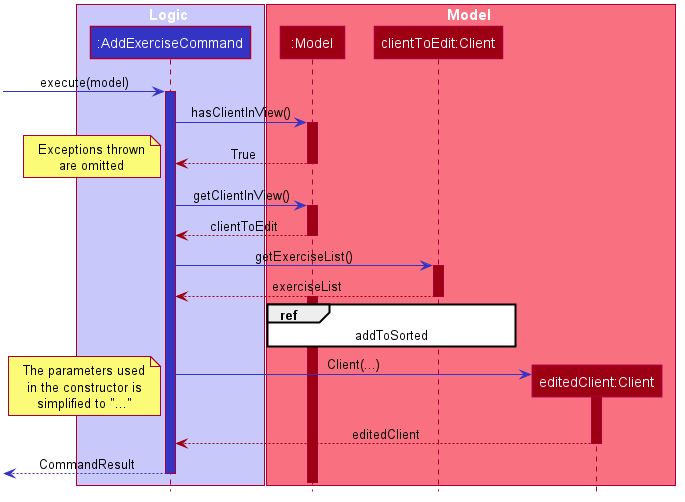 Logic
Model
:AddExerciseCommand
:Model
clientToEdit:Client
execute(model)
hasClientInView()
Exceptions thrown
are omitted
True
getClientInView()
clientToEdit
getExerciseList()
exerciseList
ref
addToSorted
The parameters used
in the constructor is
simplified to "..."
Client(...)
editedClient:Client
editedClient
CommandResult